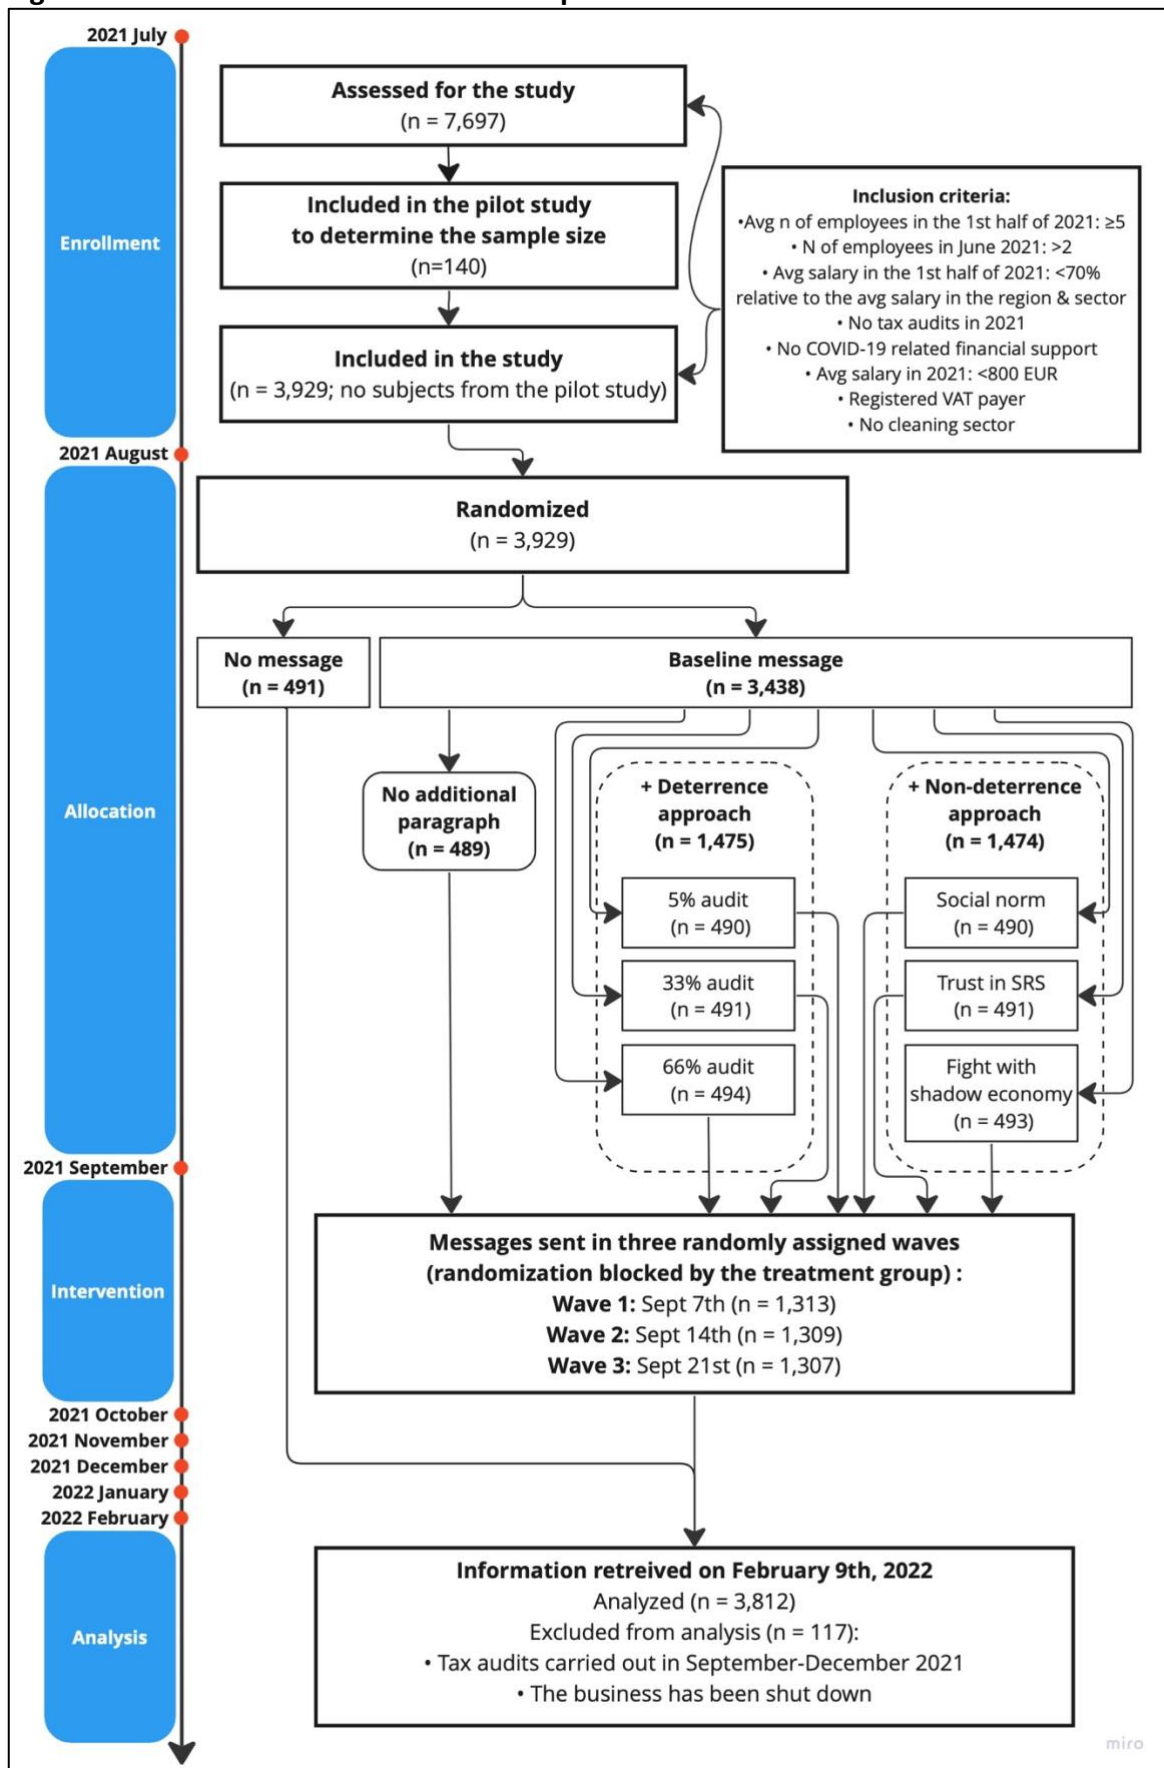 2021 July
Enrollment
Assessed for the study
(n = 7,697)
Included in the pilot study
to determine the sample size
(n=140)
Included in the study
(n = 3,929; no subjects from the pilot study)
Inclusion criteria:
•Avg n of employees in the 1st half of 2021: ≥5
• N of employees in June 2021: >2
• Avg salary in the 1st half of 2021: <70%
relative to the avg salary in the region & sector
• No tax audits in 2021
• No COVID-19 related financial support
• Avg salary in 2021: <800 EUR
• Registered VAT payer
• No cleaning sector
2021 August
Allocation
Randomized
(n = 3,929)
No message
(n = 491)
Baseline message
(n = 3,438)
No additional
paragraph
(n = 489)
+ Deterrence
approach
(n = 1,475)
5% audit
(n = 490)
33% audit
(n = 491)
66% audit
(n = 494)
+ Non-deterrence
approach
(n = 1,474)
Social norm
(n = 490)
Trust in SRS
(n = 491)
Fight with
shadow economy
(n = 493)
2021 September
Intervention
Messages sent in three randomly assigned waves
(randomization blocked by the treatment group) :
Wave 1: Sept 7th (n = 1,313)
Wave 2: Sept 14th (n = 1,309)
Wave 3: Sept 21st (n = 1,307)
2021 October
2021 November
2021 December
2022 January
2022 February
Analysis
Information retreived on February 9th, 2022
Analyzed (n = 3,812)
Excluded from analysis (n = 117):
• Tax audits carried out in September-December 2021
• The business has been shut down
miro